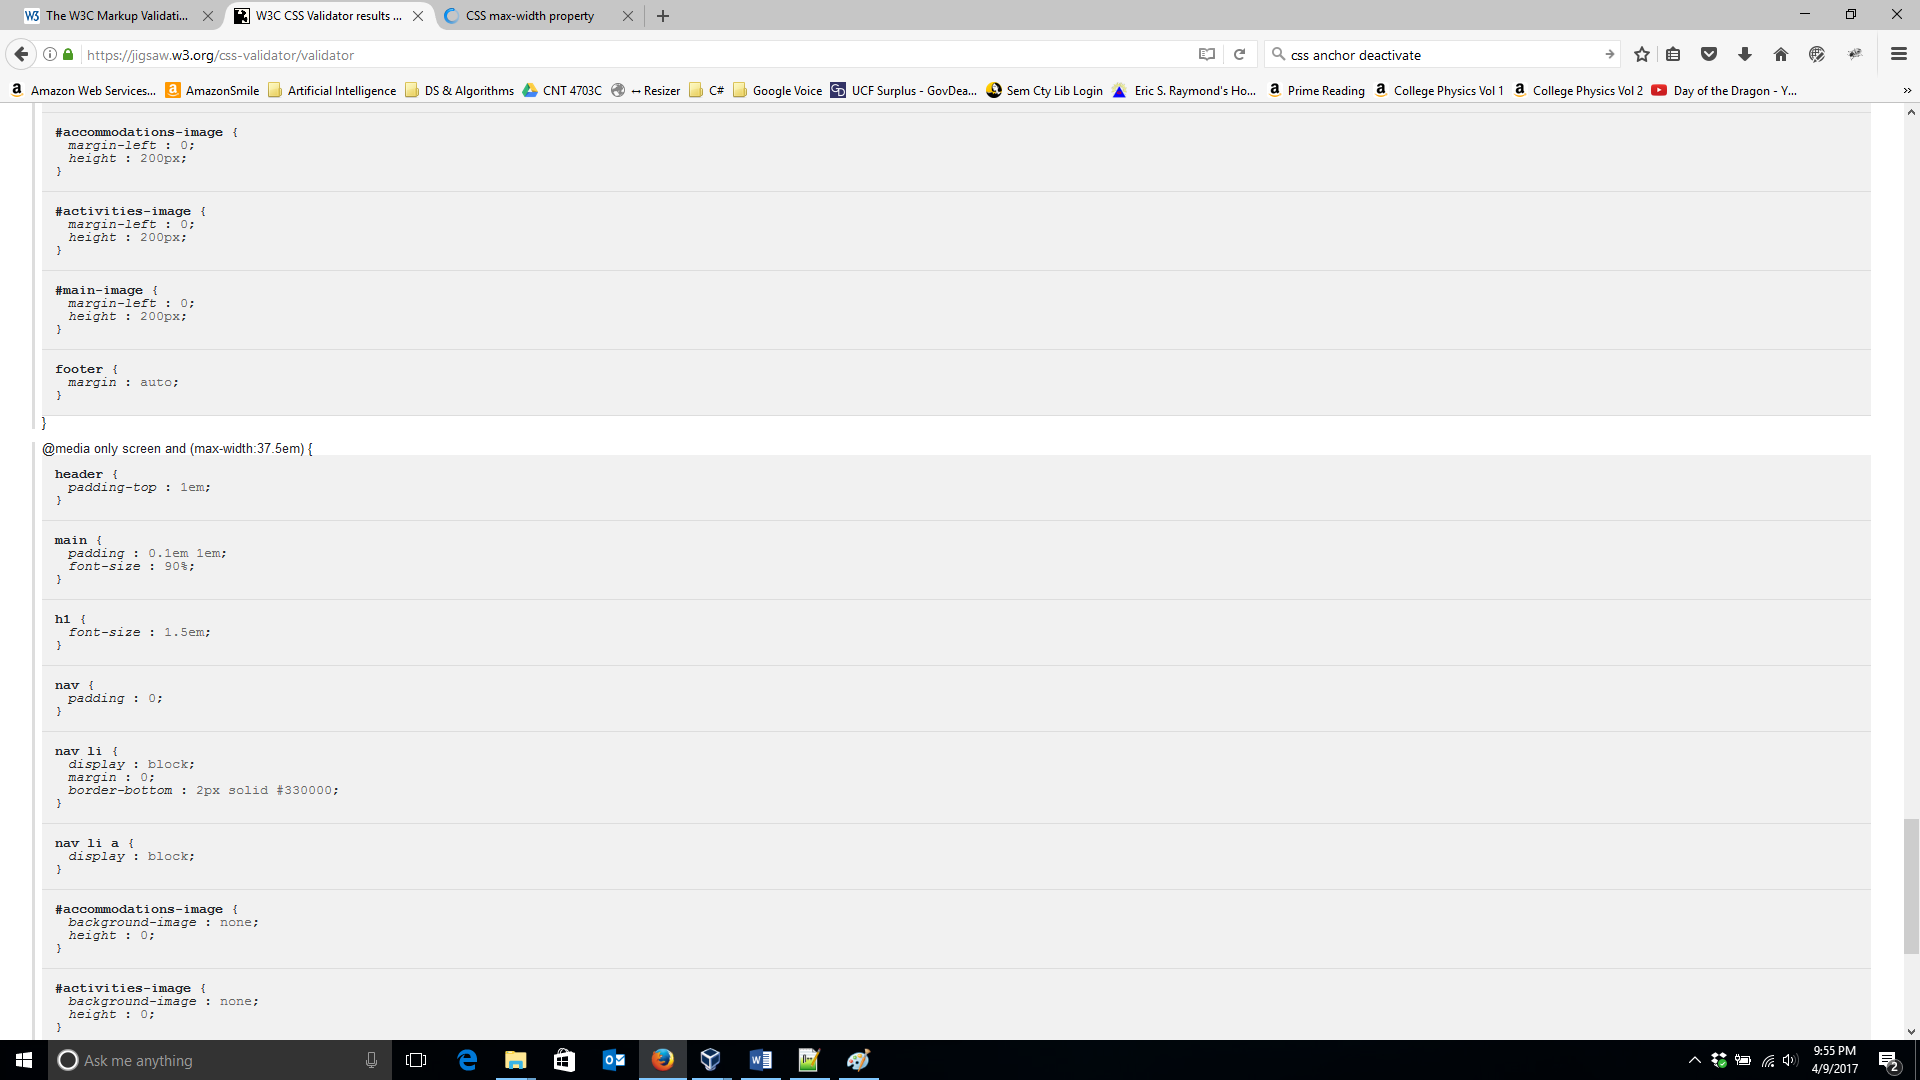 The W3C Markup Validati...
W3C CSS Validator results ...
CSS max-width property
https://jigsaw.w3.org/css-validator/validator
css anchor deactivate
Amazon Web Services...
AmazonSmile
Artificial Intelligence
DS & Algorithms
CNT 4703C
↔ Resizer
C#
Google Voice
UCF Surplus - GovDea...
Sem Cty Lib Login
Eric S. Raymond's Ho...
Prime Reading
College Physics Vol 1
College Physics Vol 2
Day of the Dragon - Y...
#accommodations-image {
margin-left : 0;
height : 200px;
}
#activities-image {
margin-left : 0;
height : 200px;
}
#main-image {
margin-left : 0;
height : 200px;
}
footer {
margin : auto;
}
}
@media only screen and (max-width:37.5em) {
header {
padding-top : 1em;
}
main {
padding : 0.1em 1em;
font-size : 90%;
}
h1 {
font-size : 1.5em;
}
nav {
padding : 0;
}
nav li {
display : block;
margin : 0;
border-bottom : 2px solid #330000;
}
nav li a {
display : block;
}
#accommodations-image {
background-image : none;
height : 0;
}
#activities-image {
background-image : none;
height : 0;
}
Ask me anything
9:55 PM
4/9/2017
2